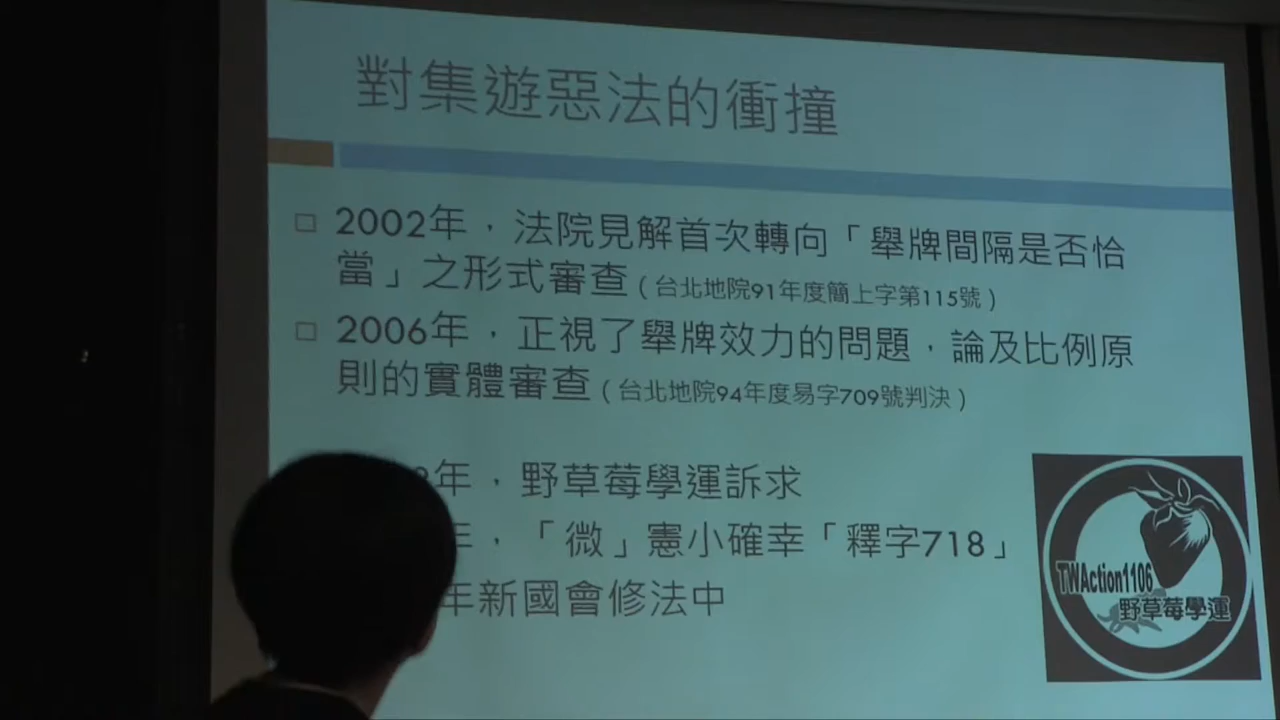 對集遊惡法的衝撞
2002年，法院見解首次轉向「舉牌間隔是否恰
當」之形式審查（台北地院91年度簡上字第115號）
2006年，正視了舉牌效力的問題，論及比例原
則的實體審查（台北地院94年度易字709號判決）
8年，野草莓學運訴求
年，「微」憲小確幸「釋字718」
年新國會修法中
TWAction1106
野草莓學運